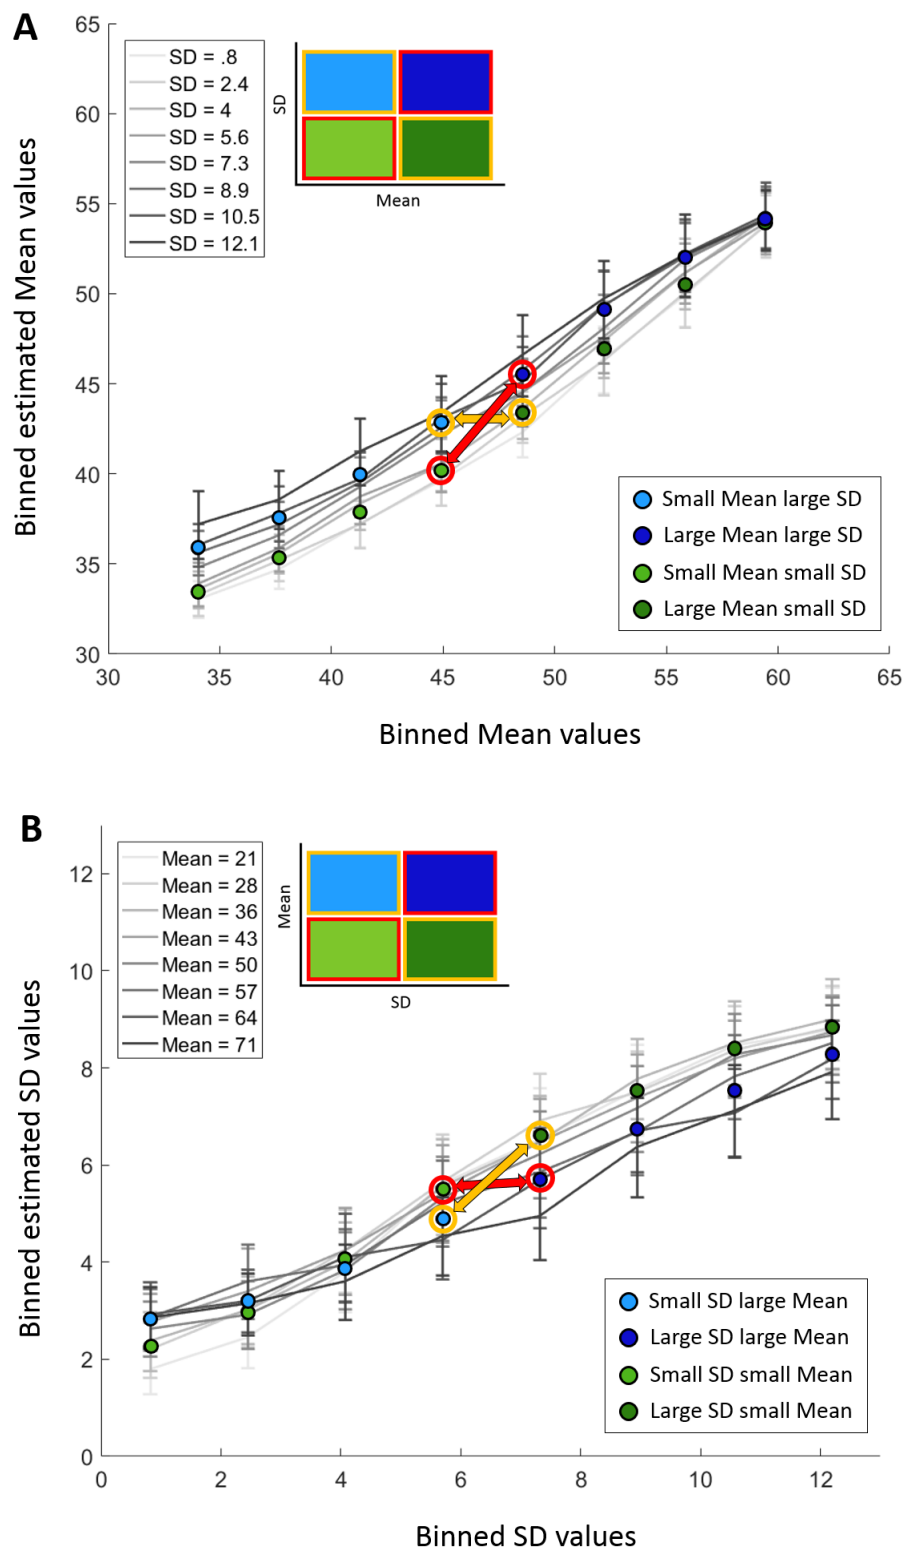 A
65
60
55
50
45
40
35
30
30
35
40
45
50
55
60
65
Binned estimated Mean values
Binned Mean values
SD = .8
SD = 2.4
SD = 4
SD = 5.6
SD = 7.3
SD = 8.9
SD = 10.5
SD = 12.1
SD
Mean
Small Mean large SD
Large Mean large SD
Small Mean small SD
Large Mean small SD
B
12
10
8
6
4
2
0
0
2
4
6
8
10
12
Binned estimated SD values
Binned SD values
Mean = 21
Mean = 28
Mean = 36
Mean = 43
Mean = 50
Mean = 57
Mean = 64
Mean = 71
Mean
SD
Small SD large Mean
Large SD large Mean
Small SD small Mean
Large SD small Mean